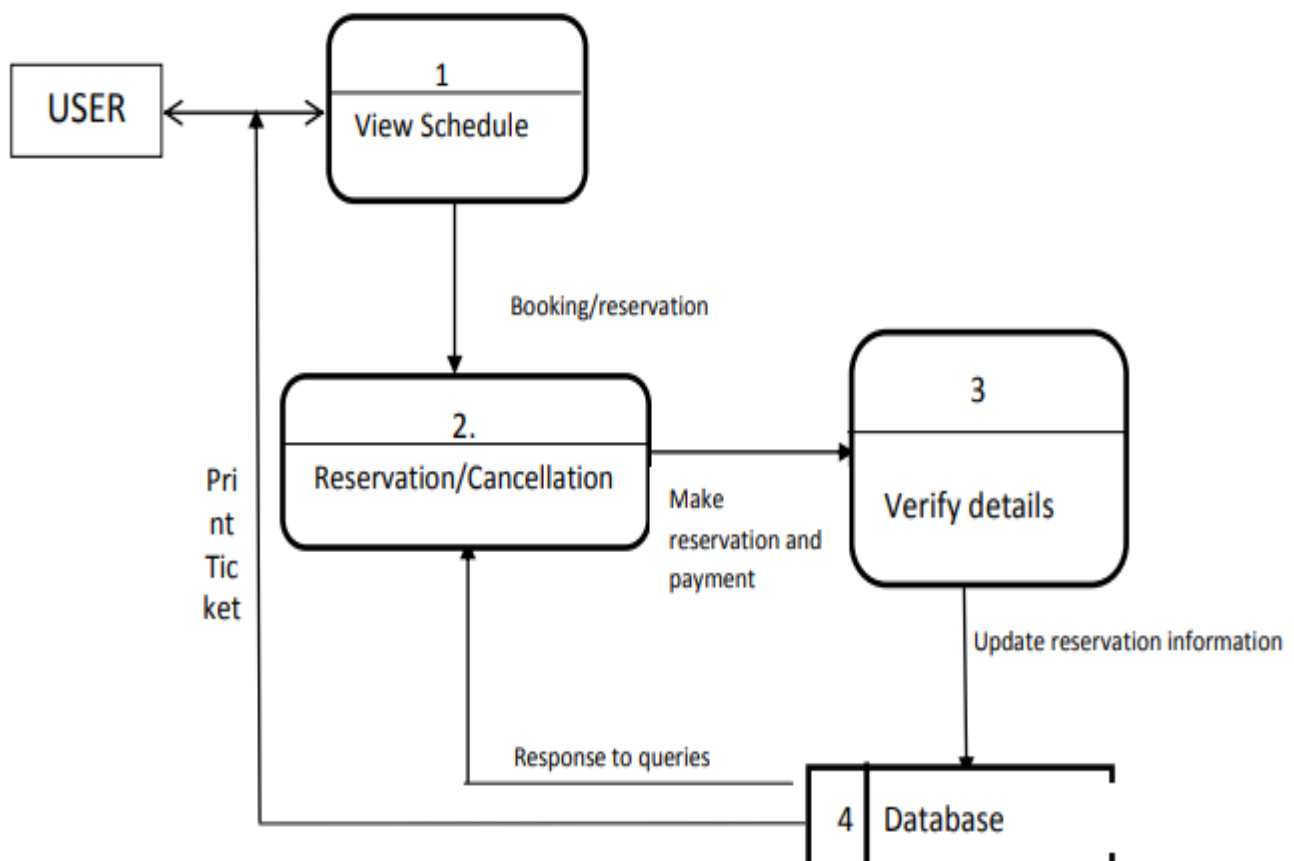 1
USER
View Schedule
Booking/reservation
3
2.
Reservation/Cancellation
Make
reservation and
payment
Verify details
Pri
nt
Tic
ket
Update reservation information
Response to queries
4 Database